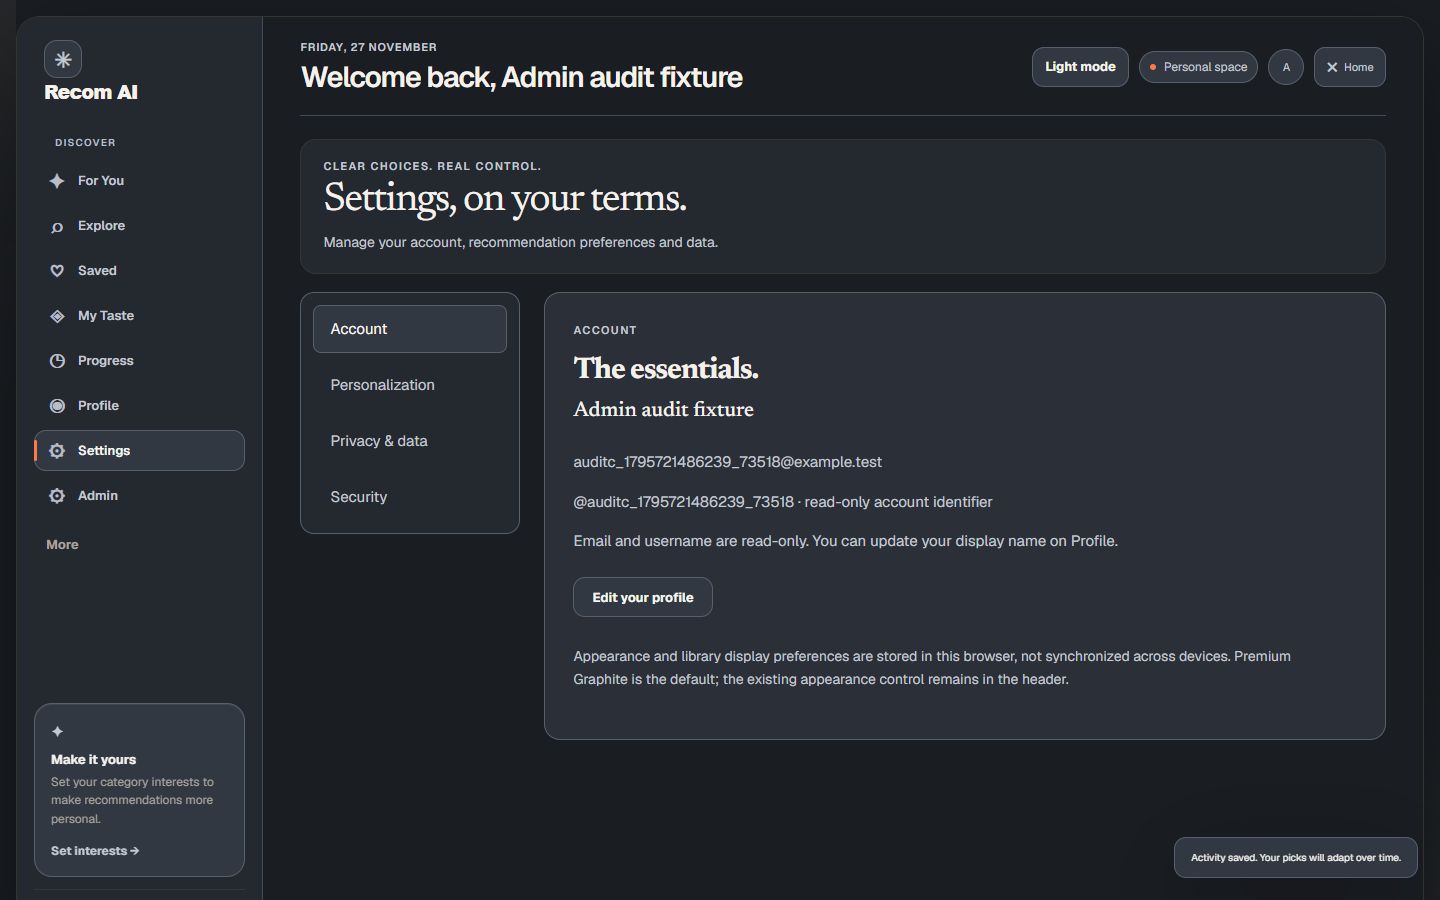 Recom AI
DISCOVER
For You
Explore
Saved
My Taste
Progress
Profile
Settings
Admin
More
Make it yours
Set your category interests to
make recommendations more
personal.
Set interests →
FRIDAY, 27 NOVEMBER
Welcome back, Admin audit fixture
Light mode
Personal space
A
Home
CLEAR CHOICES. REAL CONTROL.
Settings, on your terms.
Manage your account, recommendation preferences and data.
Account
Personalization
Privacy & data
Security
ACCOUNT
The essentials.
Admin audit fixture
auditc_1795721486239_73518@example.test
@auditc_1795721486239_73518 · read-only account identifier
Email and username are read-only. You can update your display name on Profile.
Edit your profile
Appearance and library display preferences are stored in this browser, not synchronized across devices. Premium
Graphite is the default; the existing appearance control remains in the header.
Activity saved. Your picks will adapt over time.